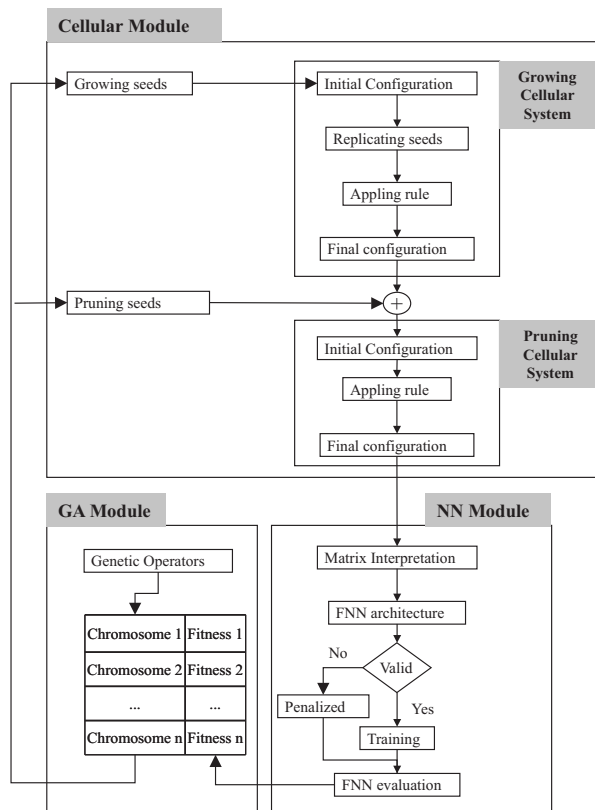 Cellular Module
Growing seeds
Initial Configuration
Growing
Cellular
System
Replicating seeds
Appling rule
Final configuration
Pruning seeds
+
Initial Configuration
Pruning
Cellular
System
Appling rule
Final configuration
GA Module
NN Module
Genetic Operators
Matrix Interpretation
Chromosome 1 Fitness 1
FNN architecture
Chromosome 2 Fitness 2
No
Valid
... ...
Penalized
Yes
Chromosome n Fitness n
Training
FNN evaluation